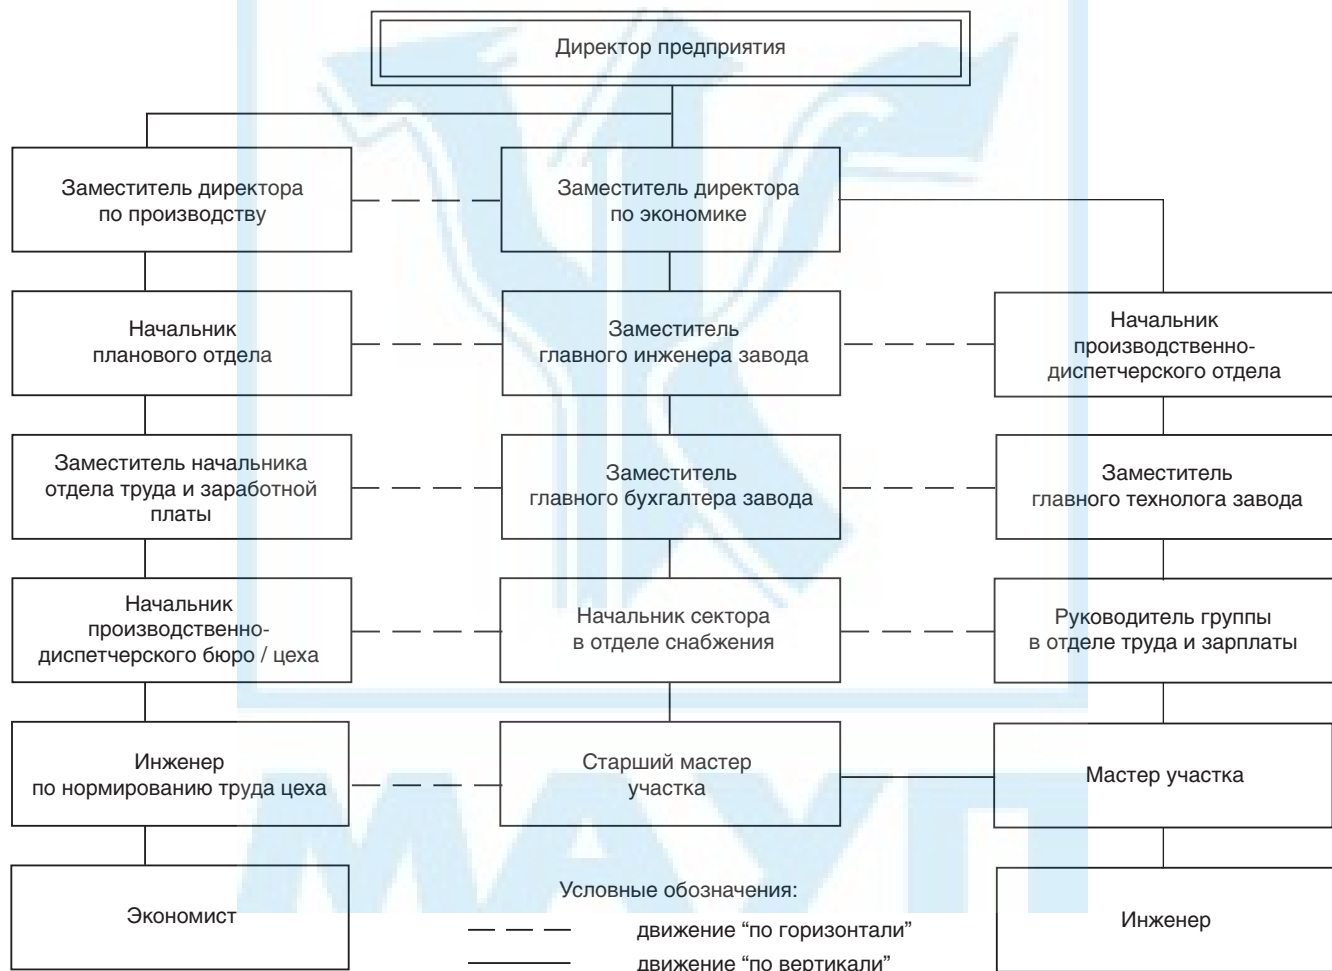 Директор предприятия
Заместитель директора
по производству
Заместитель директора
по экономике
Начальник
планового отдела
Заместитель
главного инженера завода
Начальник
производственно-
диспетчерского отдела
Заместитель начальника
отдела труда и заработной
платы
Заместитель
главного бухгалтера завода
Заместитель
главного технолога завода
Начальник
производственно-
диспетчерского бюро / цеха
Начальник сектора
в отделе снабжения
Руководитель группы
в отделе труда и зарплаты
Инженер
по нормированию труда цеха
Старший мастер
участка
Мастер участка
Экономист
Условные обозначения:
движение “по горизонтали”
движение “по вертикали”
Инженер
МАУП